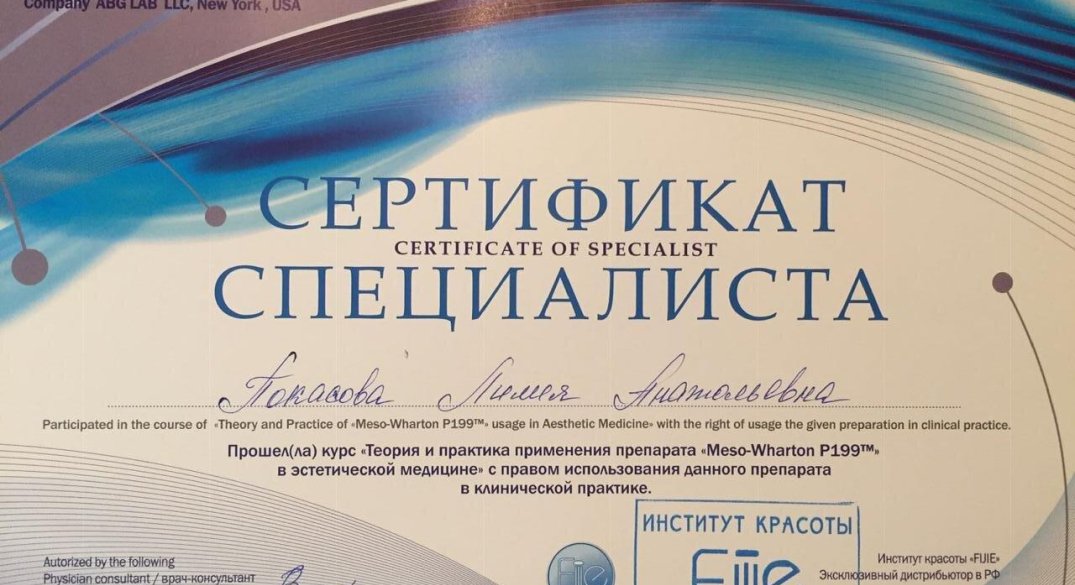 Company ABG LAB LLC, New York , USA
СЕРТИФИКАТ
CERTIFICATE OF SPECIALIST
СПЕЦИАЛИСТА
Анатольевна
Participated in the course of «Theory and Practice of «Meso-Wharton P199™» usage in Aesthetic Medicine» with the right of usage the given preparation in clinical practice.
Прошел(ла) курс «Теория и практика применения препарата «Meso-Wharton P199™»
в эстетической медицине» с правом использования данного препарата
в клинической практике.
ИНСТИТУТ КРАСОТЫ
Fijie
Autorized by the following
Physician consultant / врач-консультант
Институт красоты «FIJIE»
Эксклюзивный дистрибьютор в РФ